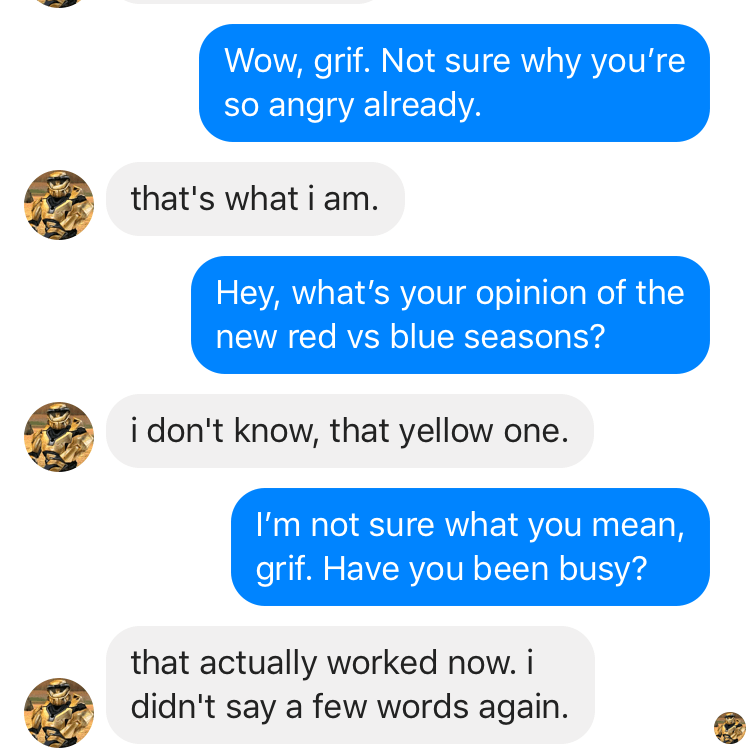 Wow, grif. Not sure why you’re
so angry already.
that's what i am.
Hey, what’s your opinion of the
new red vs blue seasons?
i don't know, that yellow one.
I’m not sure what you mean,
grif. Have you been busy?
that actually worked now. i
didn't say a few words again.